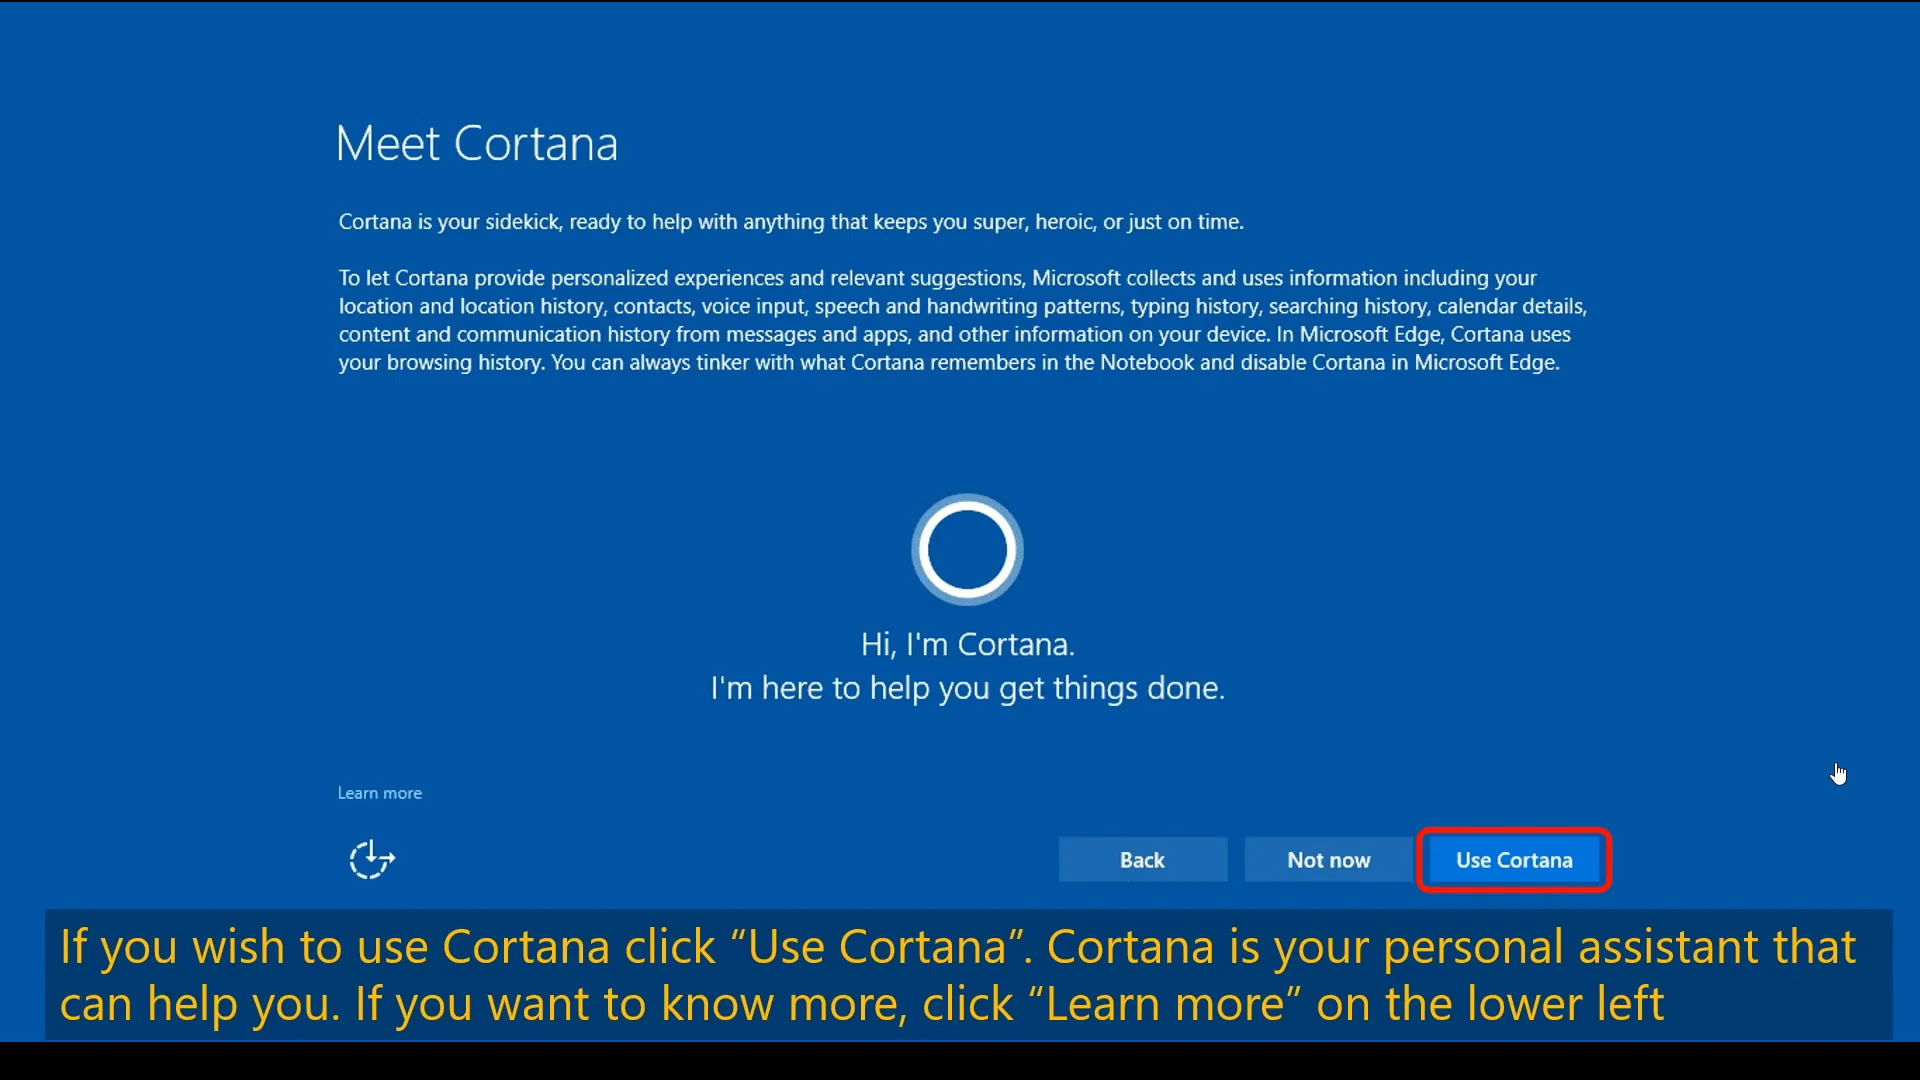 Meet Cortana
Cortana is your sidekick, ready to help with anything that keeps you super, heroic, or just on time.
To let Cortana provide personalized experiences and relevant suggestions, Microsoft collects and uses information including your
location and location history, contacts, voice input, speech and handwriting patterns, typing history, searching history, calendar details,
content and communication history from messages and apps, and other information on your device. In Microsoft Edge, Cortana uses
your browsing history. You can always tinker with what Cortana remembers in the Notebook and disable Cortana in Microsoft Edge.
Hi, I'm Cortana.
I'm here to help you get things done.
Learn more
Back
Not now
Use Cortana
If you wish to use Cortana click “Use Cortana”. Cortana is your personal assistant that
can help you. If you want to know more, click “Learn more” on the lower left